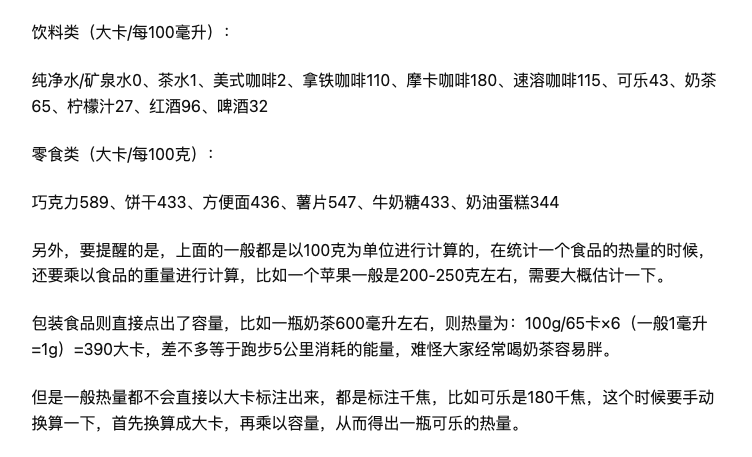 饮料类（大卡/每100毫升）：
纯净水/矿泉水0、茶水1、美式咖啡2、拿铁咖啡110、摩卡咖啡180、速溶咖啡115、可乐43、奶茶
65、柠檬汁27、红酒96、啤酒32
零食类（大卡/每100克）：
巧克力589、饼干433、方便面436、薯片547、牛奶糖433、奶油蛋糕344
另外，要提醒的是，上面的一般都是以100克为单位进行计算的，在统计一个食品的热量的时候，
还要乘以食品的重量进行计算，比如一个苹果一般是200-250克左右，需要大概估计一下。
包装食品则直接点出了容量，比如一瓶奶茶600毫升左右，则热量为：100g/65卡×6（一般1毫升
=1g）=390大卡，差不多等于跑步5公里消耗的能量，难怪大家经常喝奶茶容易胖。
但是一般热量都不会直接以大卡标注出来，都是标注千焦，比如可乐是180千焦，这个时候要手动
换算一下，首先换算成大卡，再乘以容量，从而得出一瓶可乐的热量。